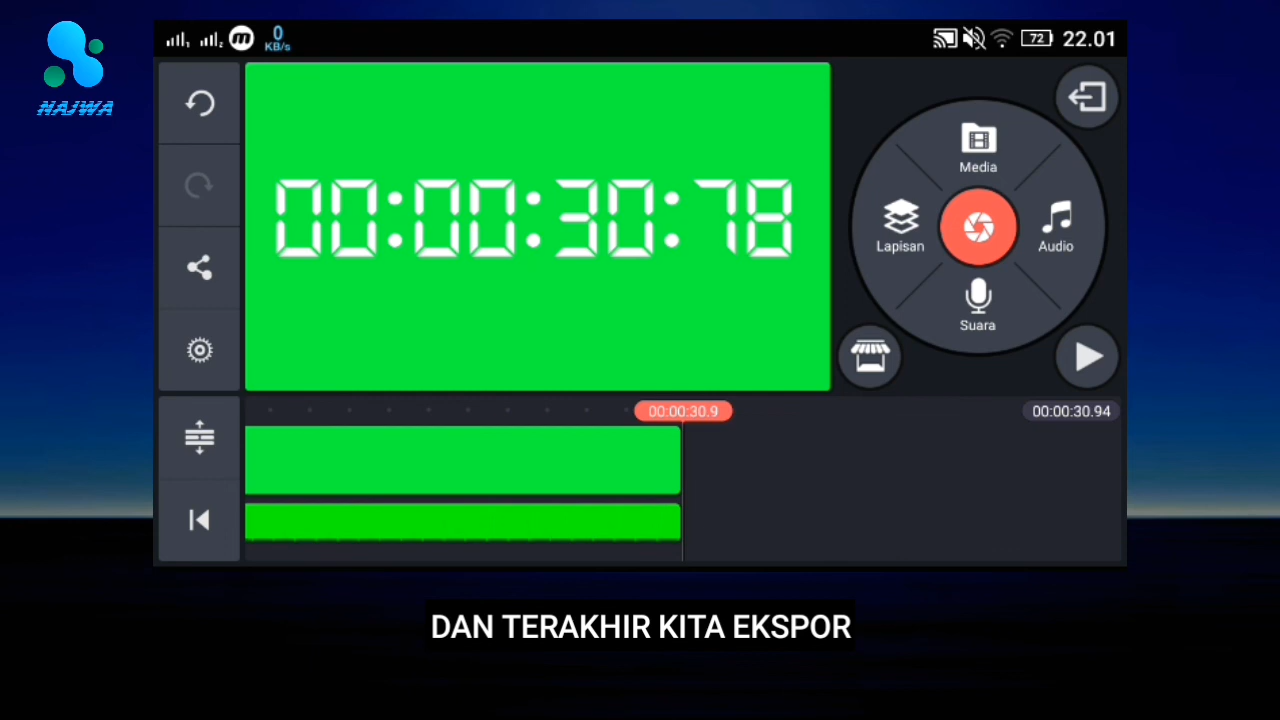 NAJWA
0
KB/s
72
22.01
00:00:30:78
Media
Lapisan
Audio
Suara
00:00:30.9
00:00:30.94
DAN TERAKHIR KITA EKSPOR